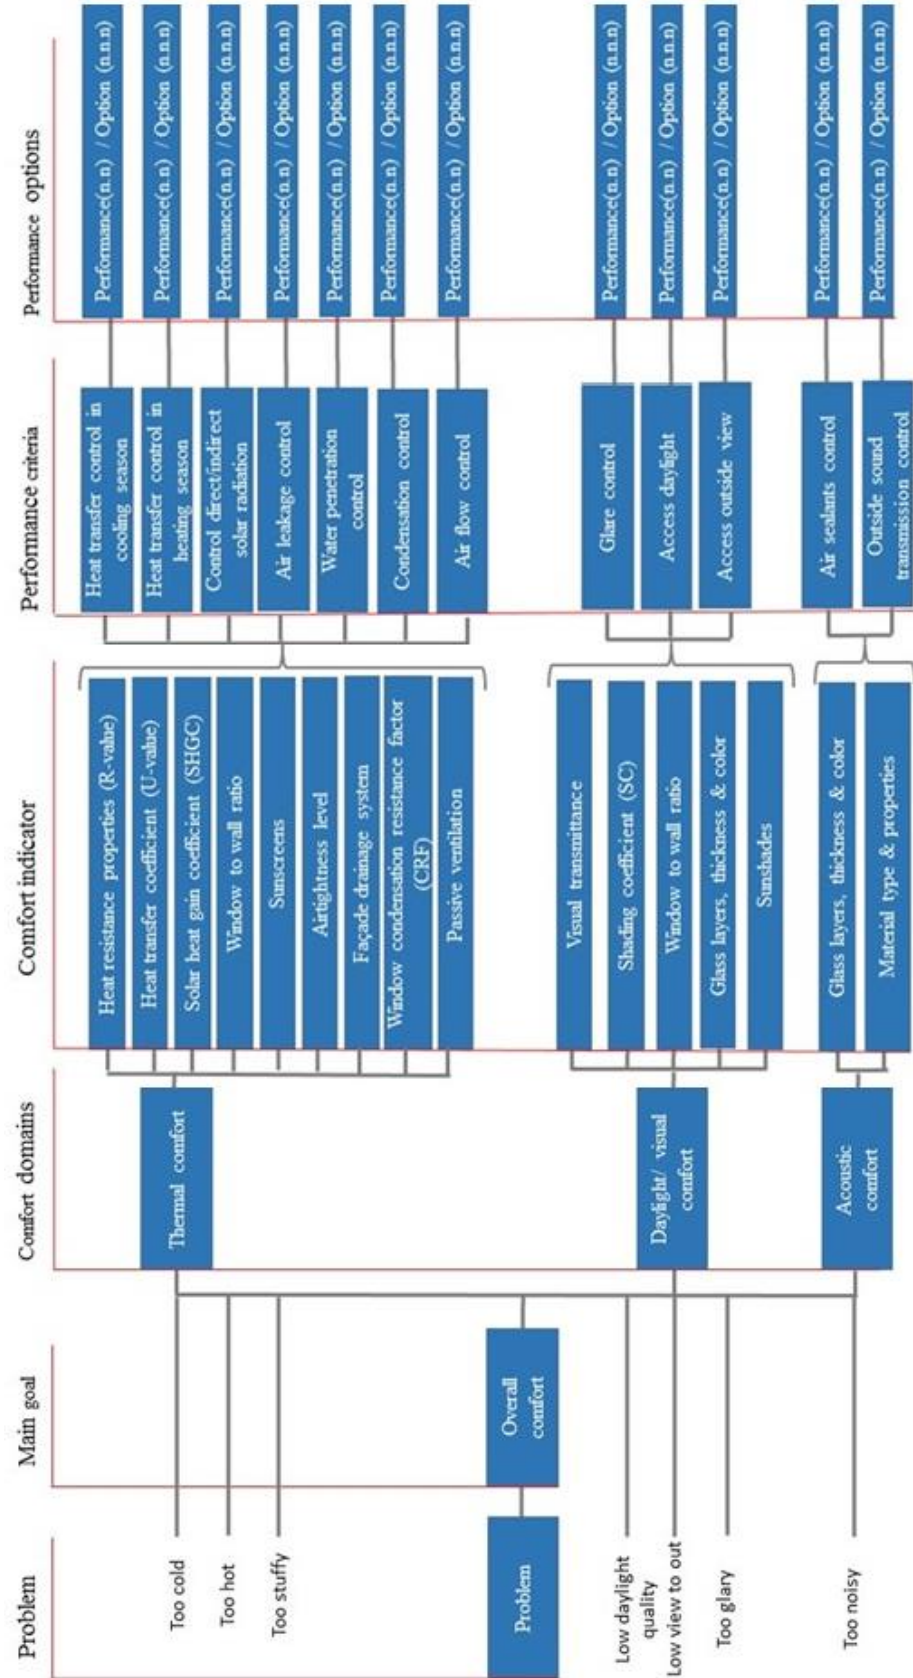 Problem
Too cold
Too hot
Too stuffy
Problem
Low daylight
quality
Low view to out
Too glary
Too noisy
Main goal
Overall
comfort
Comfort domains
Thermal comfort
Daylight/ visual
comfort
Acoustic
comfort
Comfort indicator
Heat resistance properties (R-value)
Heat transfer coefficient (U-value)
Solar heat gain coefficient (SHGC)
Window to wall ratio
Sunscreens
Airtightness level
Façade drainage system
Window condensation resistance factor
(CRF)
Passive ventilation
Visual transmittance
Shading coefficient (SC)
Window to wall ratio
Glass layers, thickness & color
Sunshades
Glass layers, thickness & color
Material type & properties
Performance criteria
Heat transfer control in
cooling season
Heat transfer control in
heating season
Control direct/indirect
solar radiation
Air leakage control
Water penetration
control
Condensation control
Air flow control
Glare control
Access daylight
Access outside view
Air sealants control
Outside sound
transmission control
Performance options
Performance(n.n) / Option (n.n.n)
Performance(n.n) / Option (n.n.n)
Performance(n.n) / Option (n.n.n)
Performance(n.n) / Option (n.n.n)
Performance(n.n) / Option (n.n.n)
Performance(n.n) / Option (n.n.n)
Performance(n.n) / Option (n.n.n)
Performance(n.n) / Option (n.n.n)
Performance(n.n) / Option (n.n.n)
Performance(n.n) / Option (n.n.n)
Performance(n.n) / Option (n.n.n)
Performance(n.n) / Option (n.n.n)